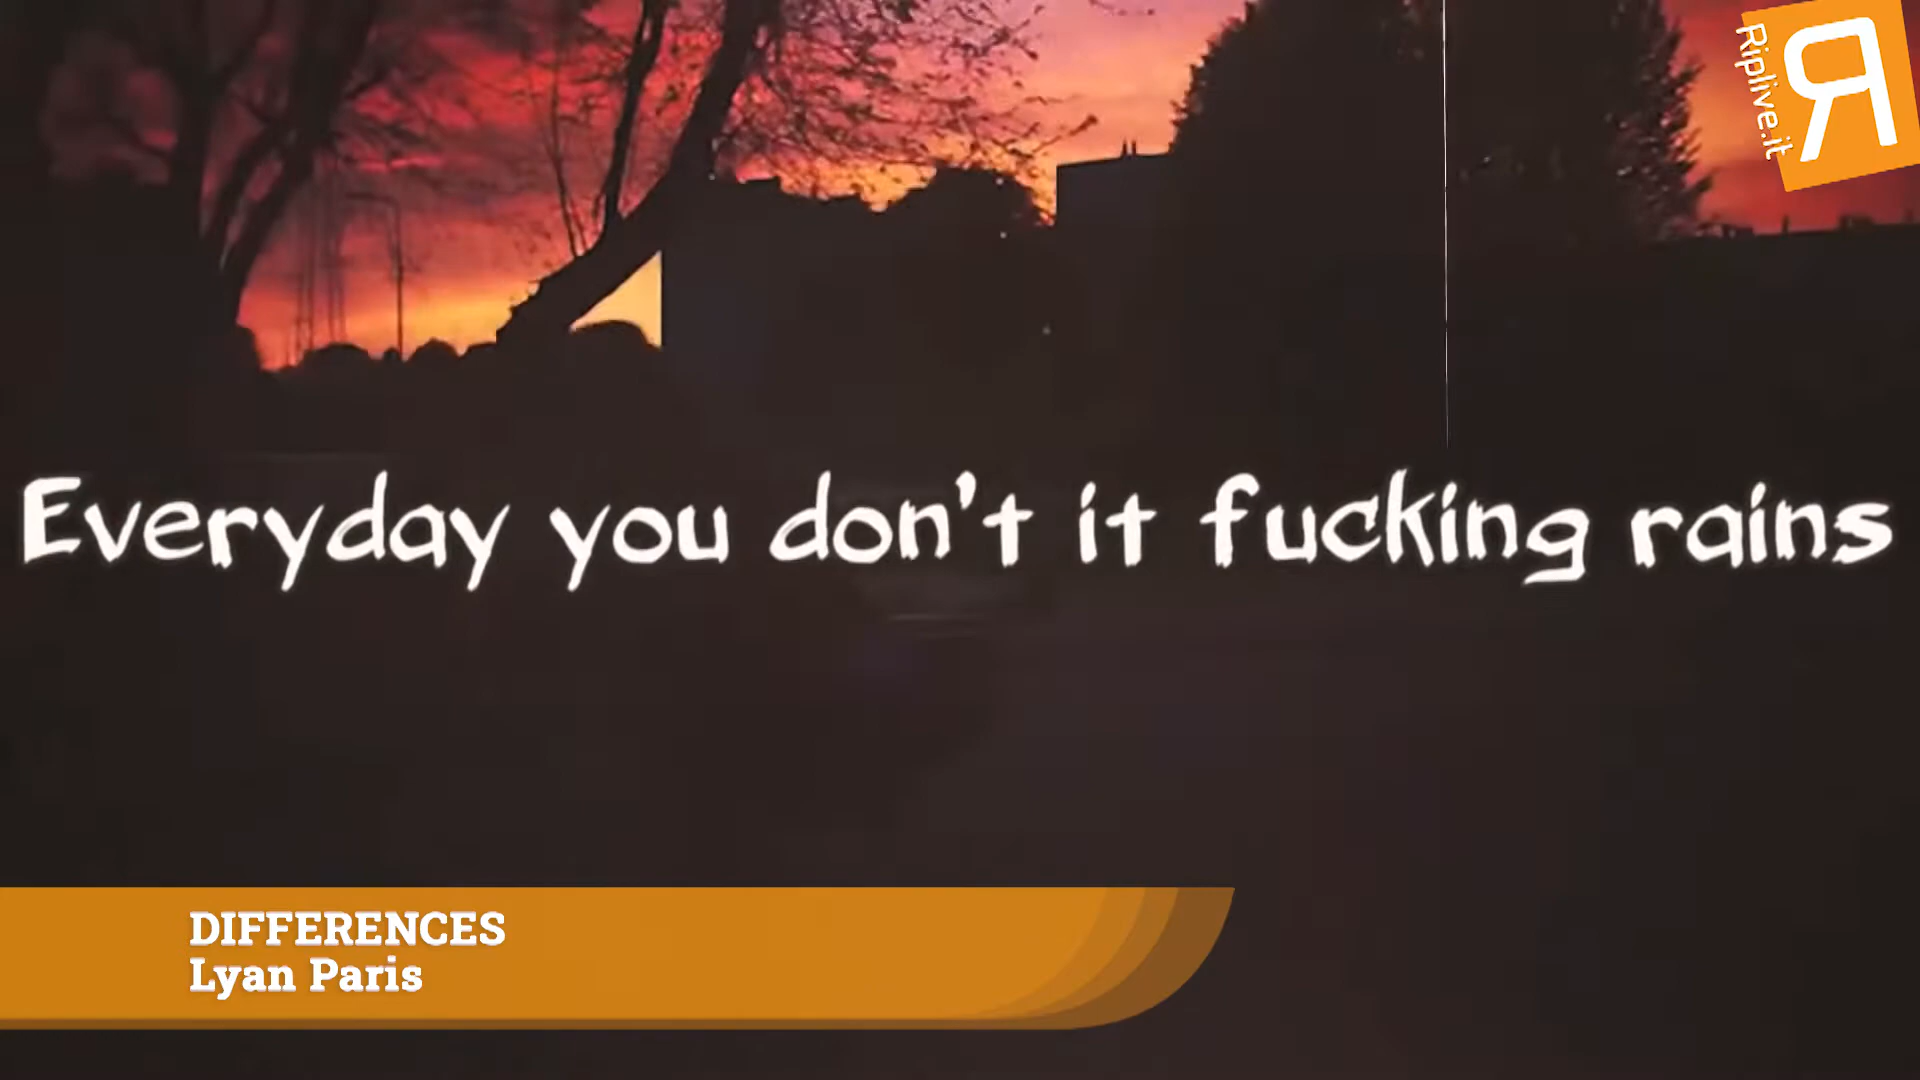 Riplive.it
R
Everyday you don't it fucking rains
DIFFERENCES
Lyan Paris